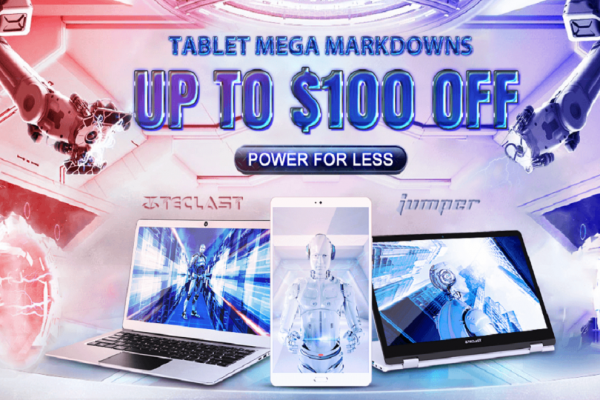 TABLET MEGA MARKDOWNS
UP TO $100 OFF
POWER FOR LESS
TECLAST
jumper
TECLAST